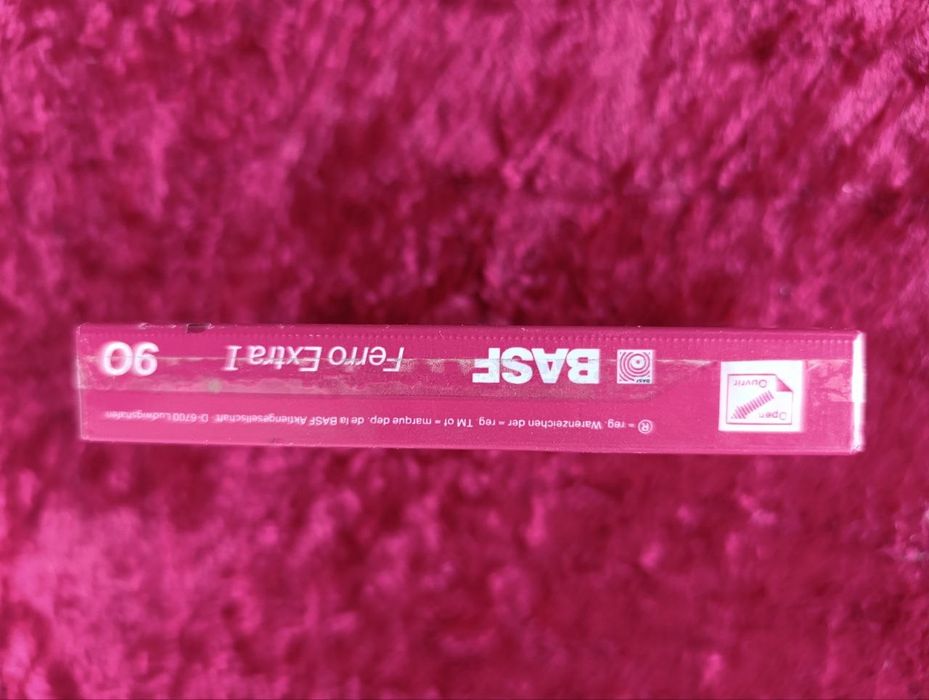 ® = reg. Warenzeichen der = reg TM of = marque dep. de la BASF Aktiengesellschaft D-6700 Ludwigshafen
Open
Ouvrir
BASF
BASF
Ferro Extra I
90